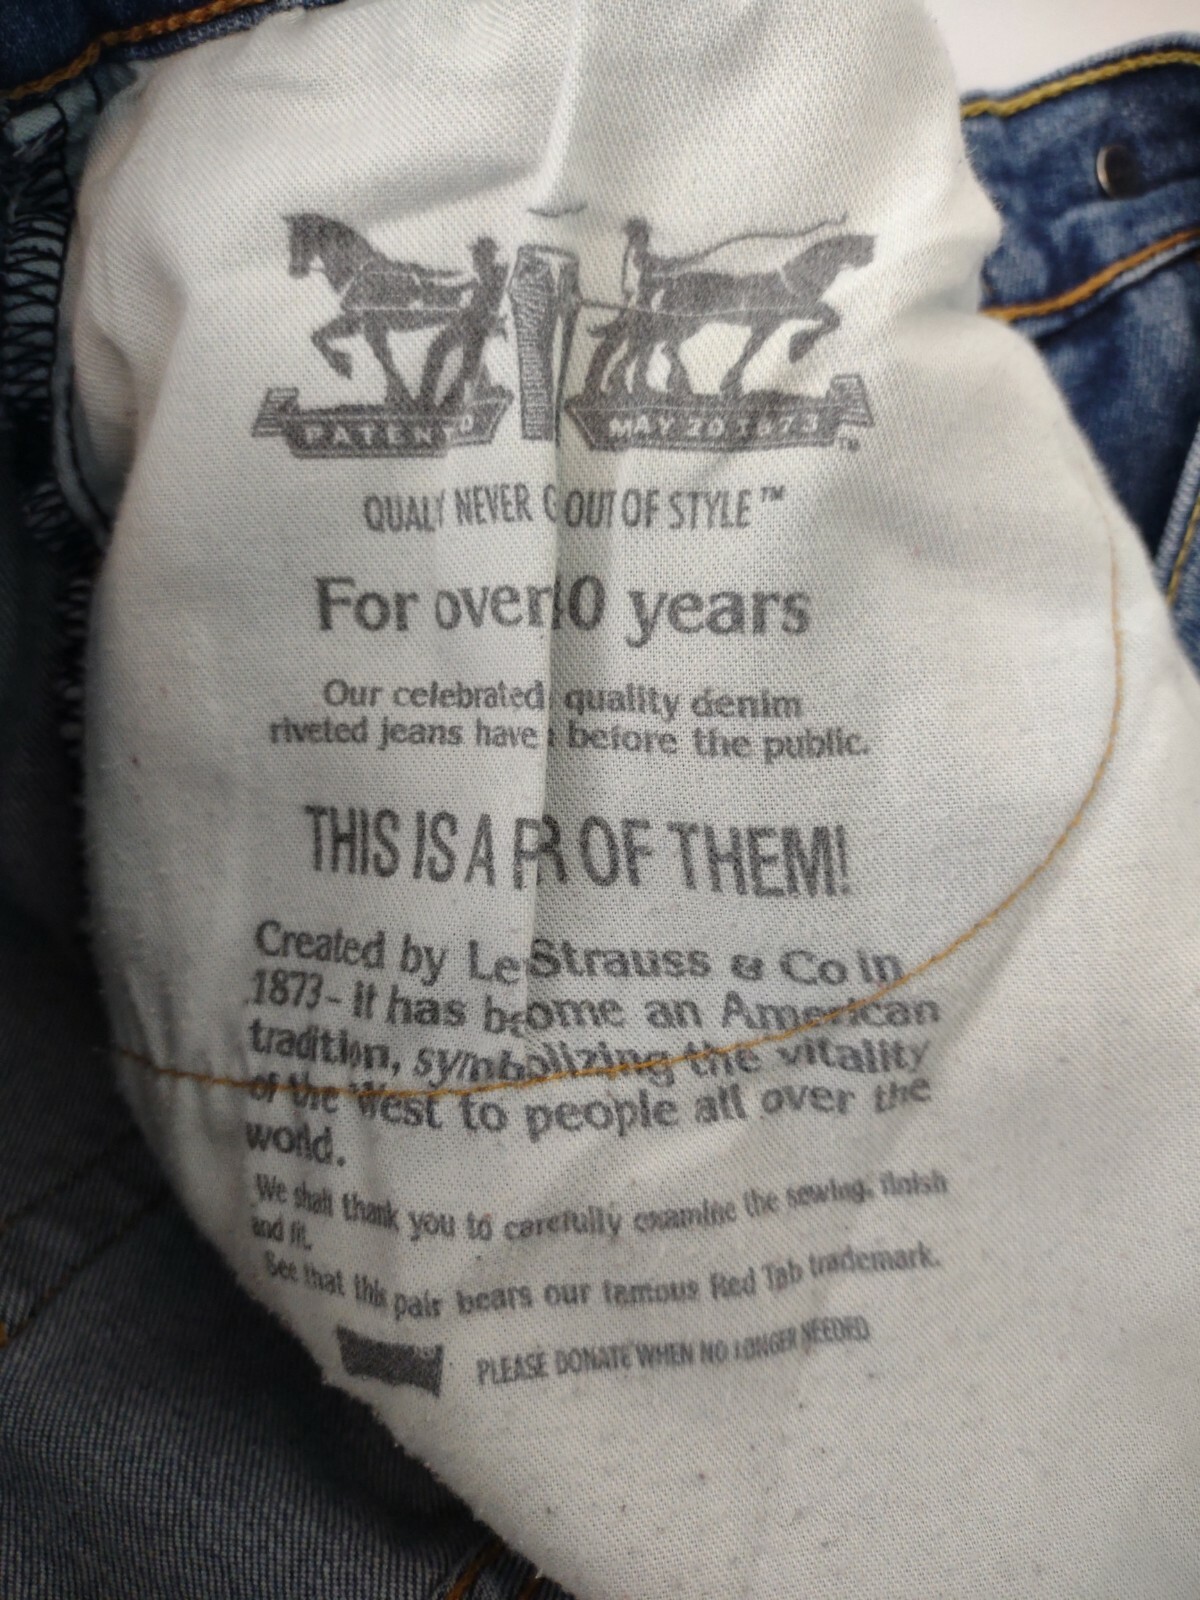 PATENTED
MAY 20 1873 ™
QUALI NEVER G OUT OF STYLE™
For over 0 years
Our celebrated quality denim
riveted jeans have before the public.
THIS IS A PR OF THEM!
Created by Le Strauss & Co in
1873 - it has become an American
tradition, symbolizing the vitality
of the West to people all over the
world.
We shall thank you to carefully examine the sewing, finish
and fit.
See that this pair bears our famous Red Tab trademark.
PLEASE DONATE WHEN NO LONGER NEEDED